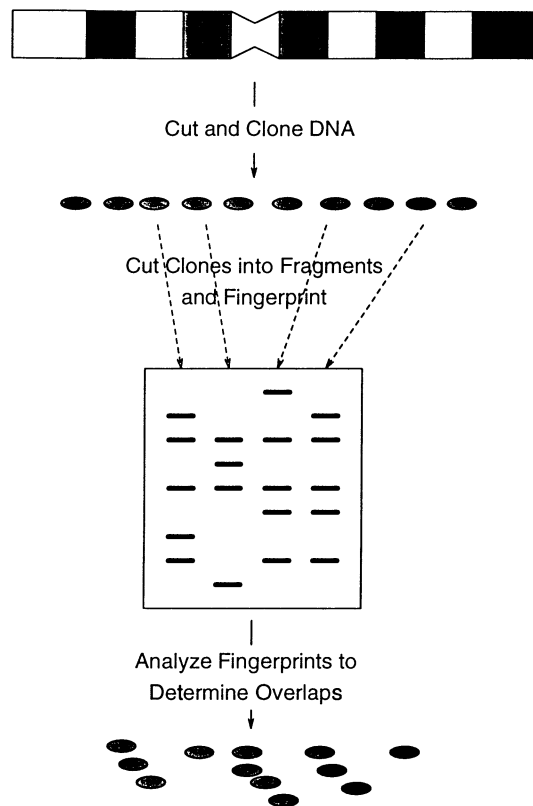 Cut and Clone DNA
Cut Clones into Fragments
and Fingerprint
Analyze Fingerprints to
Determine Overlaps